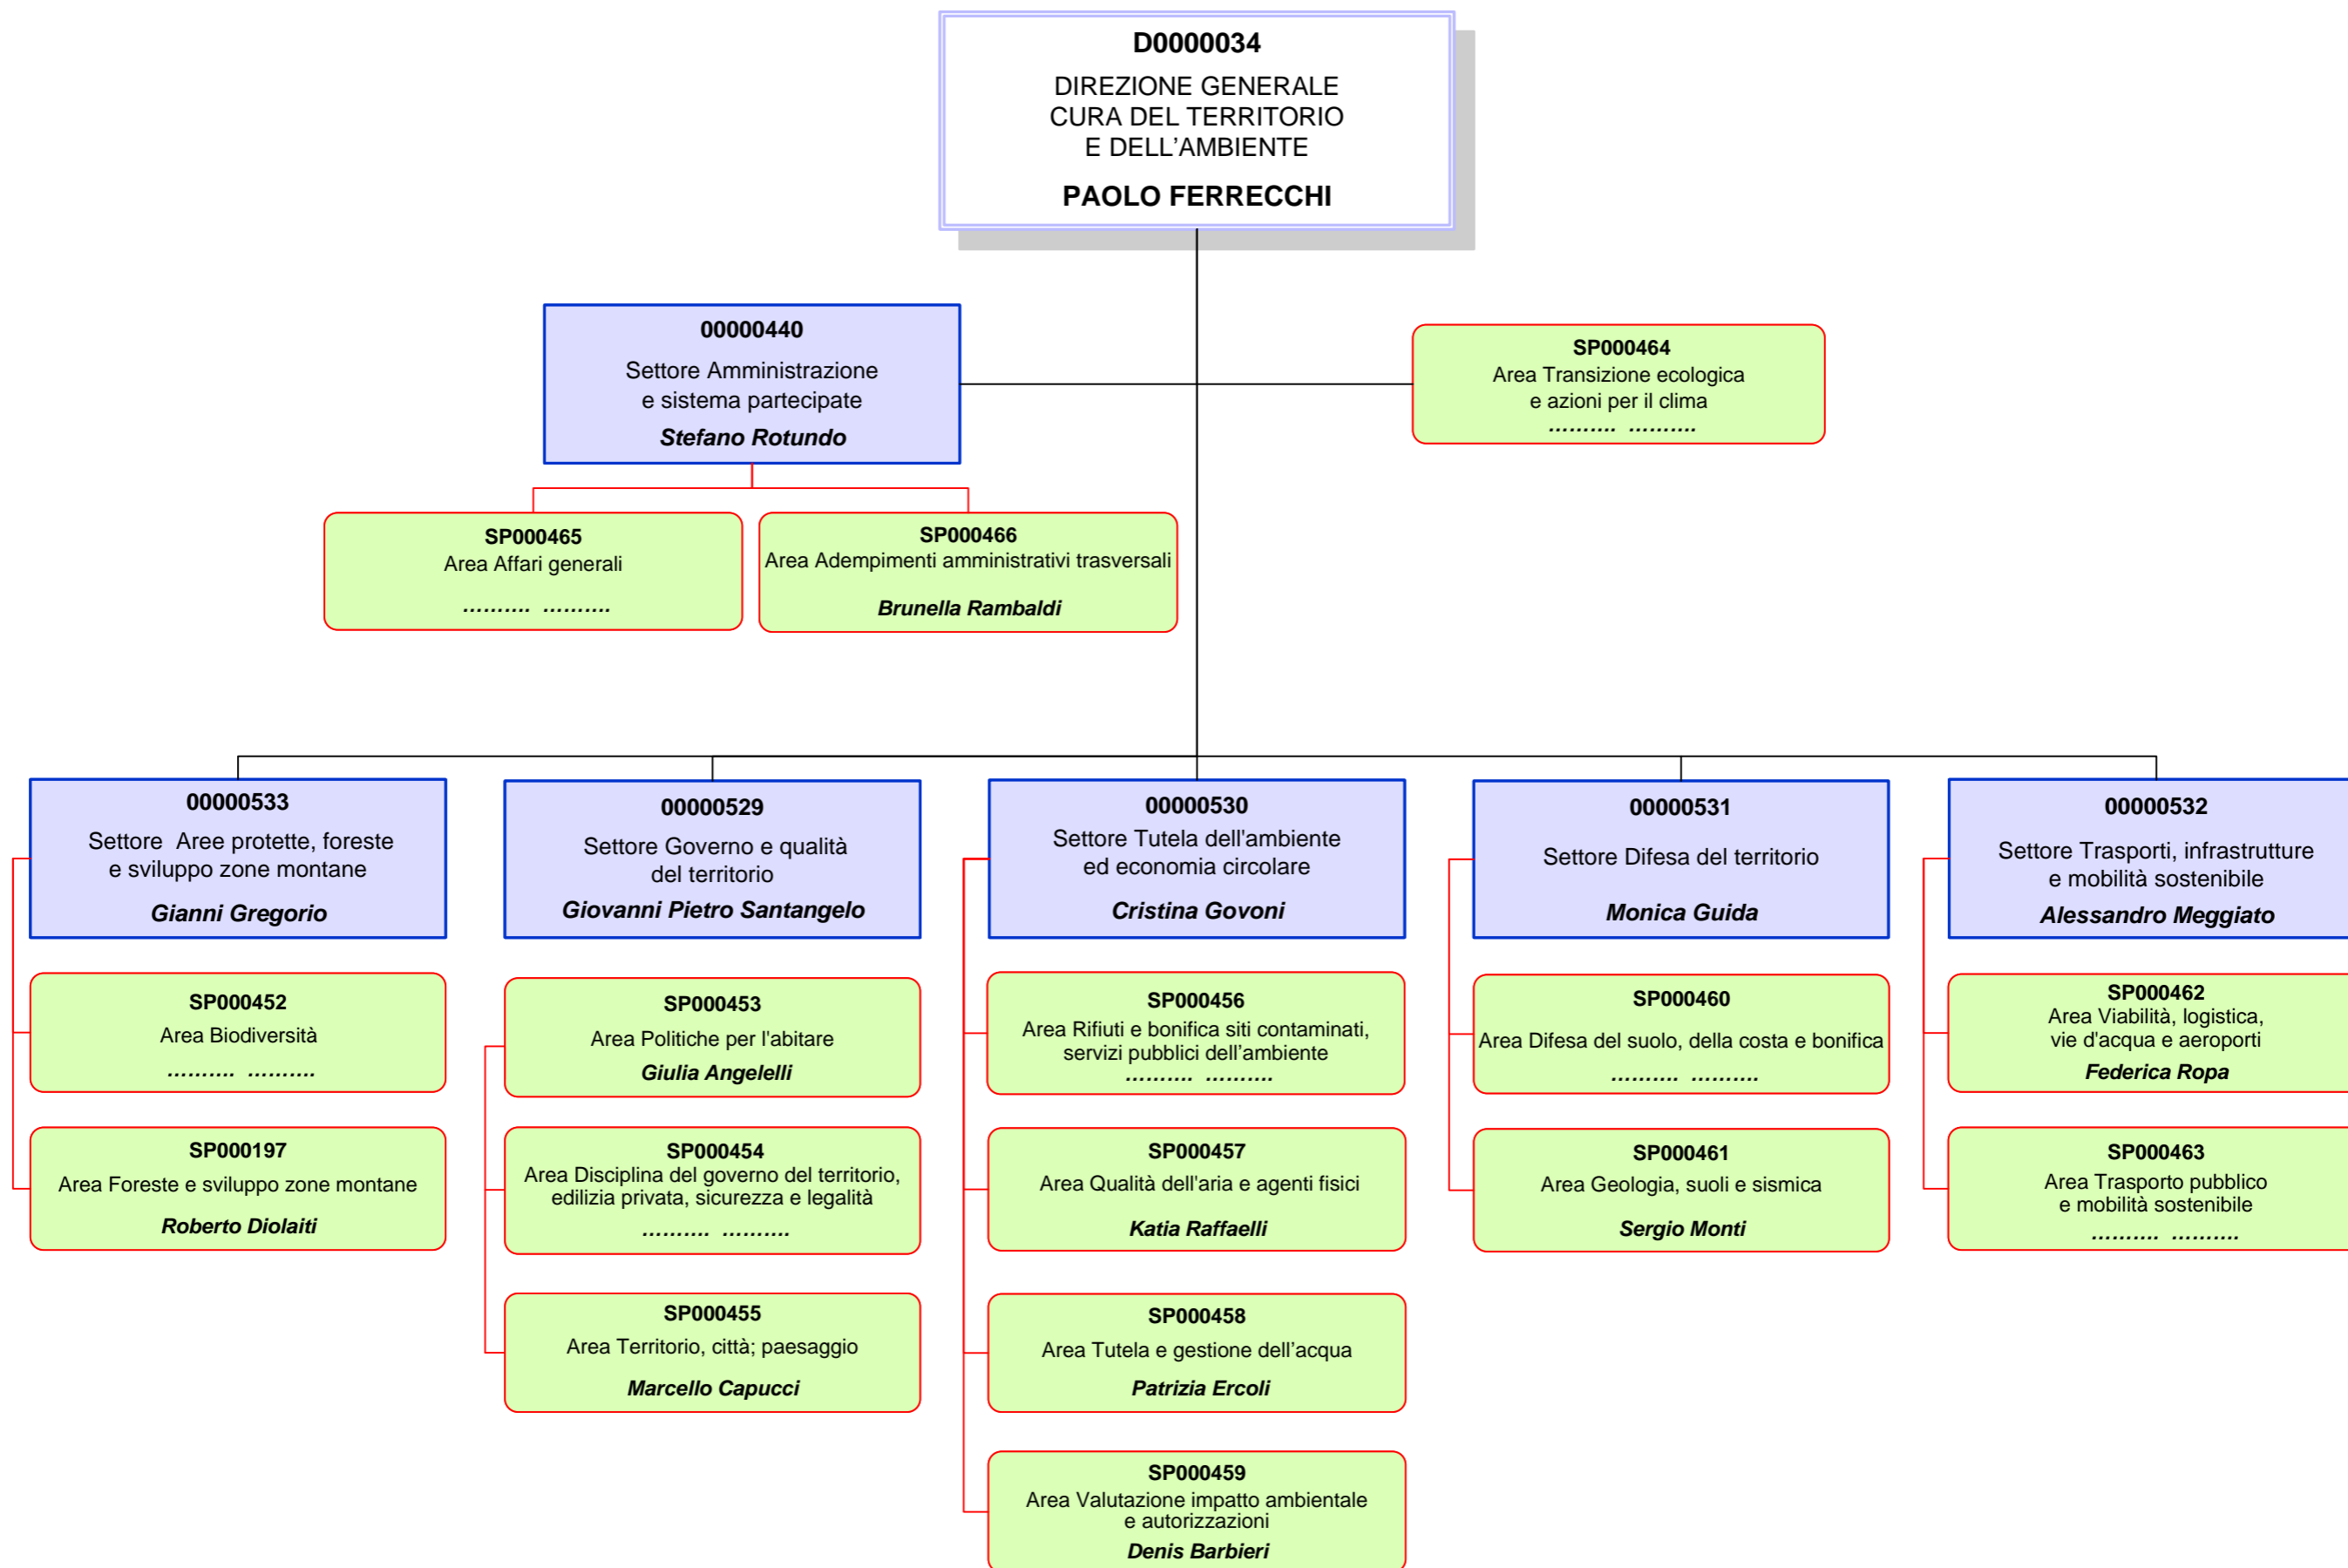 D0000034
DIREZIONE GENERALE
CURA DEL TERRITORIO
E DELL’AMBIENTE
PAOLO FERRECCHI
00000440
Settore Amministrazione
e sistema partecipate
Stefano Rotundo
SP000464
Area Transizione ecologica
e azioni per il clima
………. ……….
SP000465
Area Affari generali
………. ……….
SP000466
Area Adempimenti amministrativi trasversali
Brunella Rambaldi
00000533
Settore Aree protette, foreste
e sviluppo zone montane
Gianni Gregorio
SP000452
Area Biodiversità
………. ……….
SP000197
Area Foreste e sviluppo zone montane
Roberto Diolaiti
00000529
Settore Governo e qualità
del territorio
Giovanni Pietro Santangelo
SP000453
Area Politiche per l'abitare
Giulia Angelelli
SP000454
Area Disciplina del governo del territorio,
edilizia privata, sicurezza e legalità
………. ……….
SP000455
Area Territorio, città; paesaggio
Marcello Capucci
00000530
Settore Tutela dell'ambiente
ed economia circolare
Cristina Govoni
SP000456
Area Rifiuti e bonifica siti contaminati,
servizi pubblici dell’ambiente
………. ……….
SP000457
Area Qualità dell'aria e agenti fisici
Katia Raffaelli
SP000458
Area Tutela e gestione dell’acqua
Patrizia Ercoli
SP000459
Area Valutazione impatto ambientale
e autorizzazioni
Denis Barbieri
00000531
Settore Difesa del territorio
Monica Guida
SP000460
Area Difesa del suolo, della costa e bonifica
………. ……….
SP000461
Area Geologia, suoli e sismica
Sergio Monti
00000532
Settore Trasporti, infrastrutture
e mobilità sostenibile
Alessandro Meggiato
SP000462
Area Viabilità, logistica,
vie d'acqua e aeroporti
Federica Ropa
SP000463
Area Trasporto pubblico
e mobilità sostenibile
………. ……….